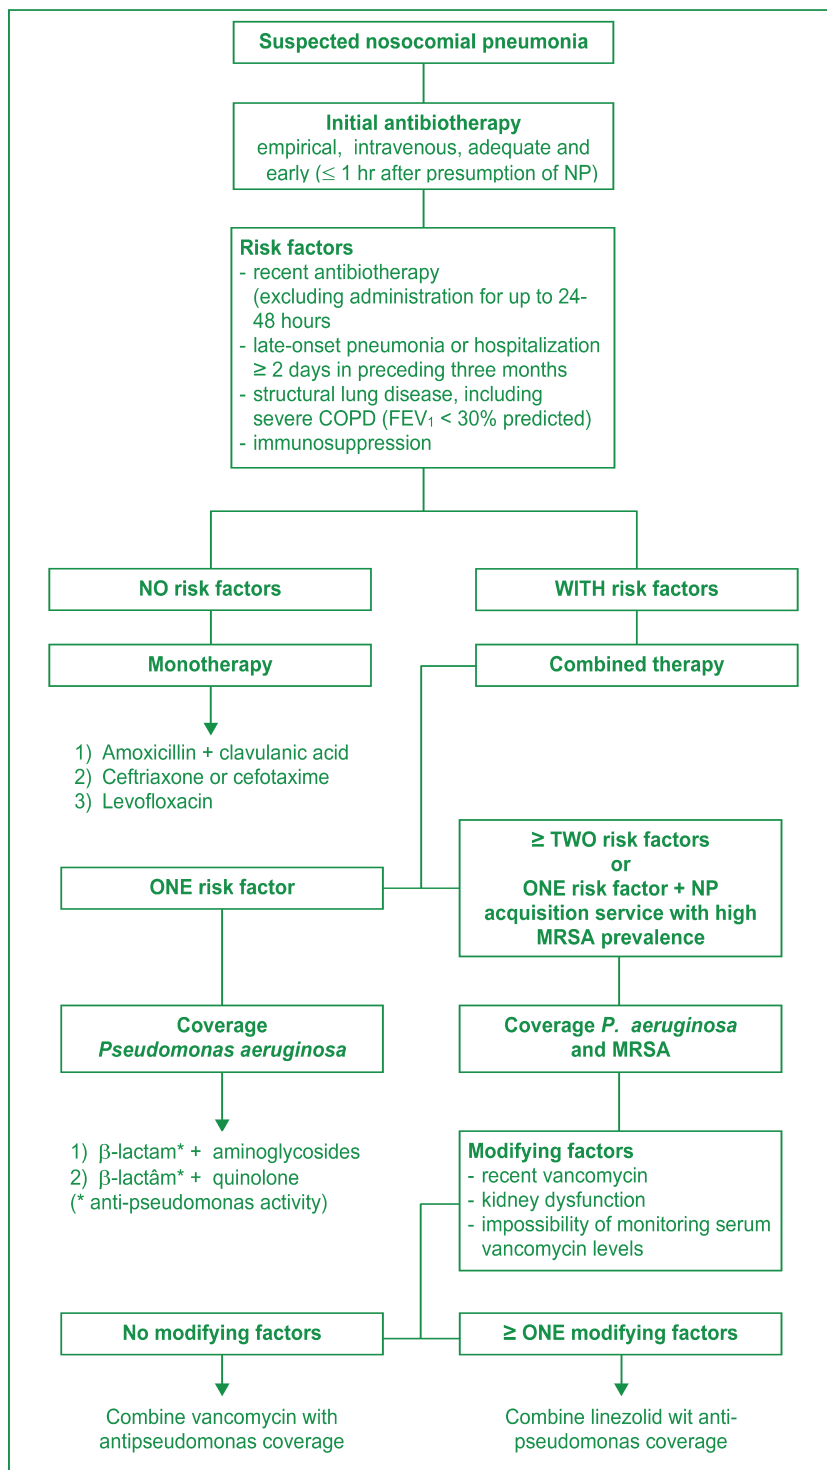 Suspected nosocomial pneumonia
Initial antibiotherapy
empirical, intravenous, adequate and
early (≤ 1 hr after presumption of NP)
Risk factors
- recent antibiotherapy
(excluding administration for up to 24-
48 hours
- late-onset pneumonia or hospitalization
≥ 2 days in preceding three months
- structural lung disease, including
severe COPD (FEV₁ < 30% predicted)
- immunosuppression
NO risk factors
WITH risk factors
Monotherapy
Combined therapy
1) Amoxicillin + clavulanic acid
2) Ceftriaxone or cefotaxime
3) Levofloxacin
ONE risk factor
≥ TWO risk factors
or
ONE risk factor + NP
acquisition service with high
MRSA prevalence
Coverage
Pseudomonas aeruginosa
Coverage P. aeruginosa
and MRSA
1) β-lactam* + aminoglycosides
2) β-lactâm* + quinolone
(* anti-pseudomonas activity)
Modifying factors
- recent vancomycin
- kidney dysfunction
- impossibility of monitoring serum
vancomycin levels
No modifying factors
≥ ONE modifying factors
Combine vancomycin with
antipseudomonas coverage
Combine linezolid wit anti-
pseudomonas coverage